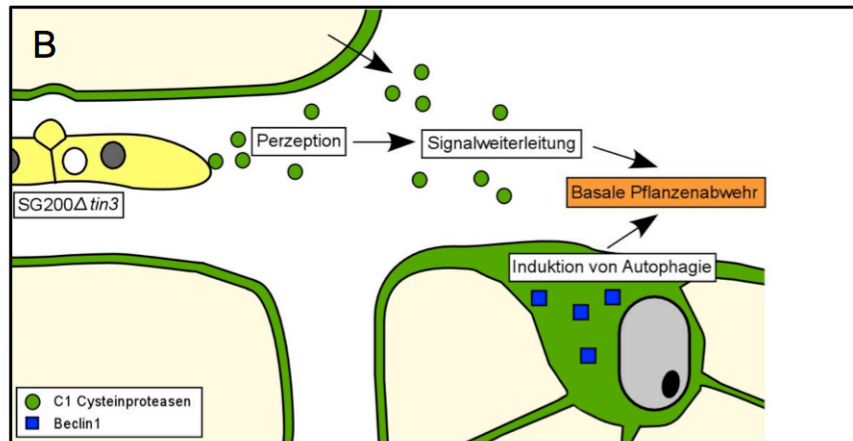 B
Perzeption
Signalweiterleitung
Basale Pflanzenabwehr
SG200Δtin3
Induktion von Autophagie
C1 Cysteinproteasen
Beclin1